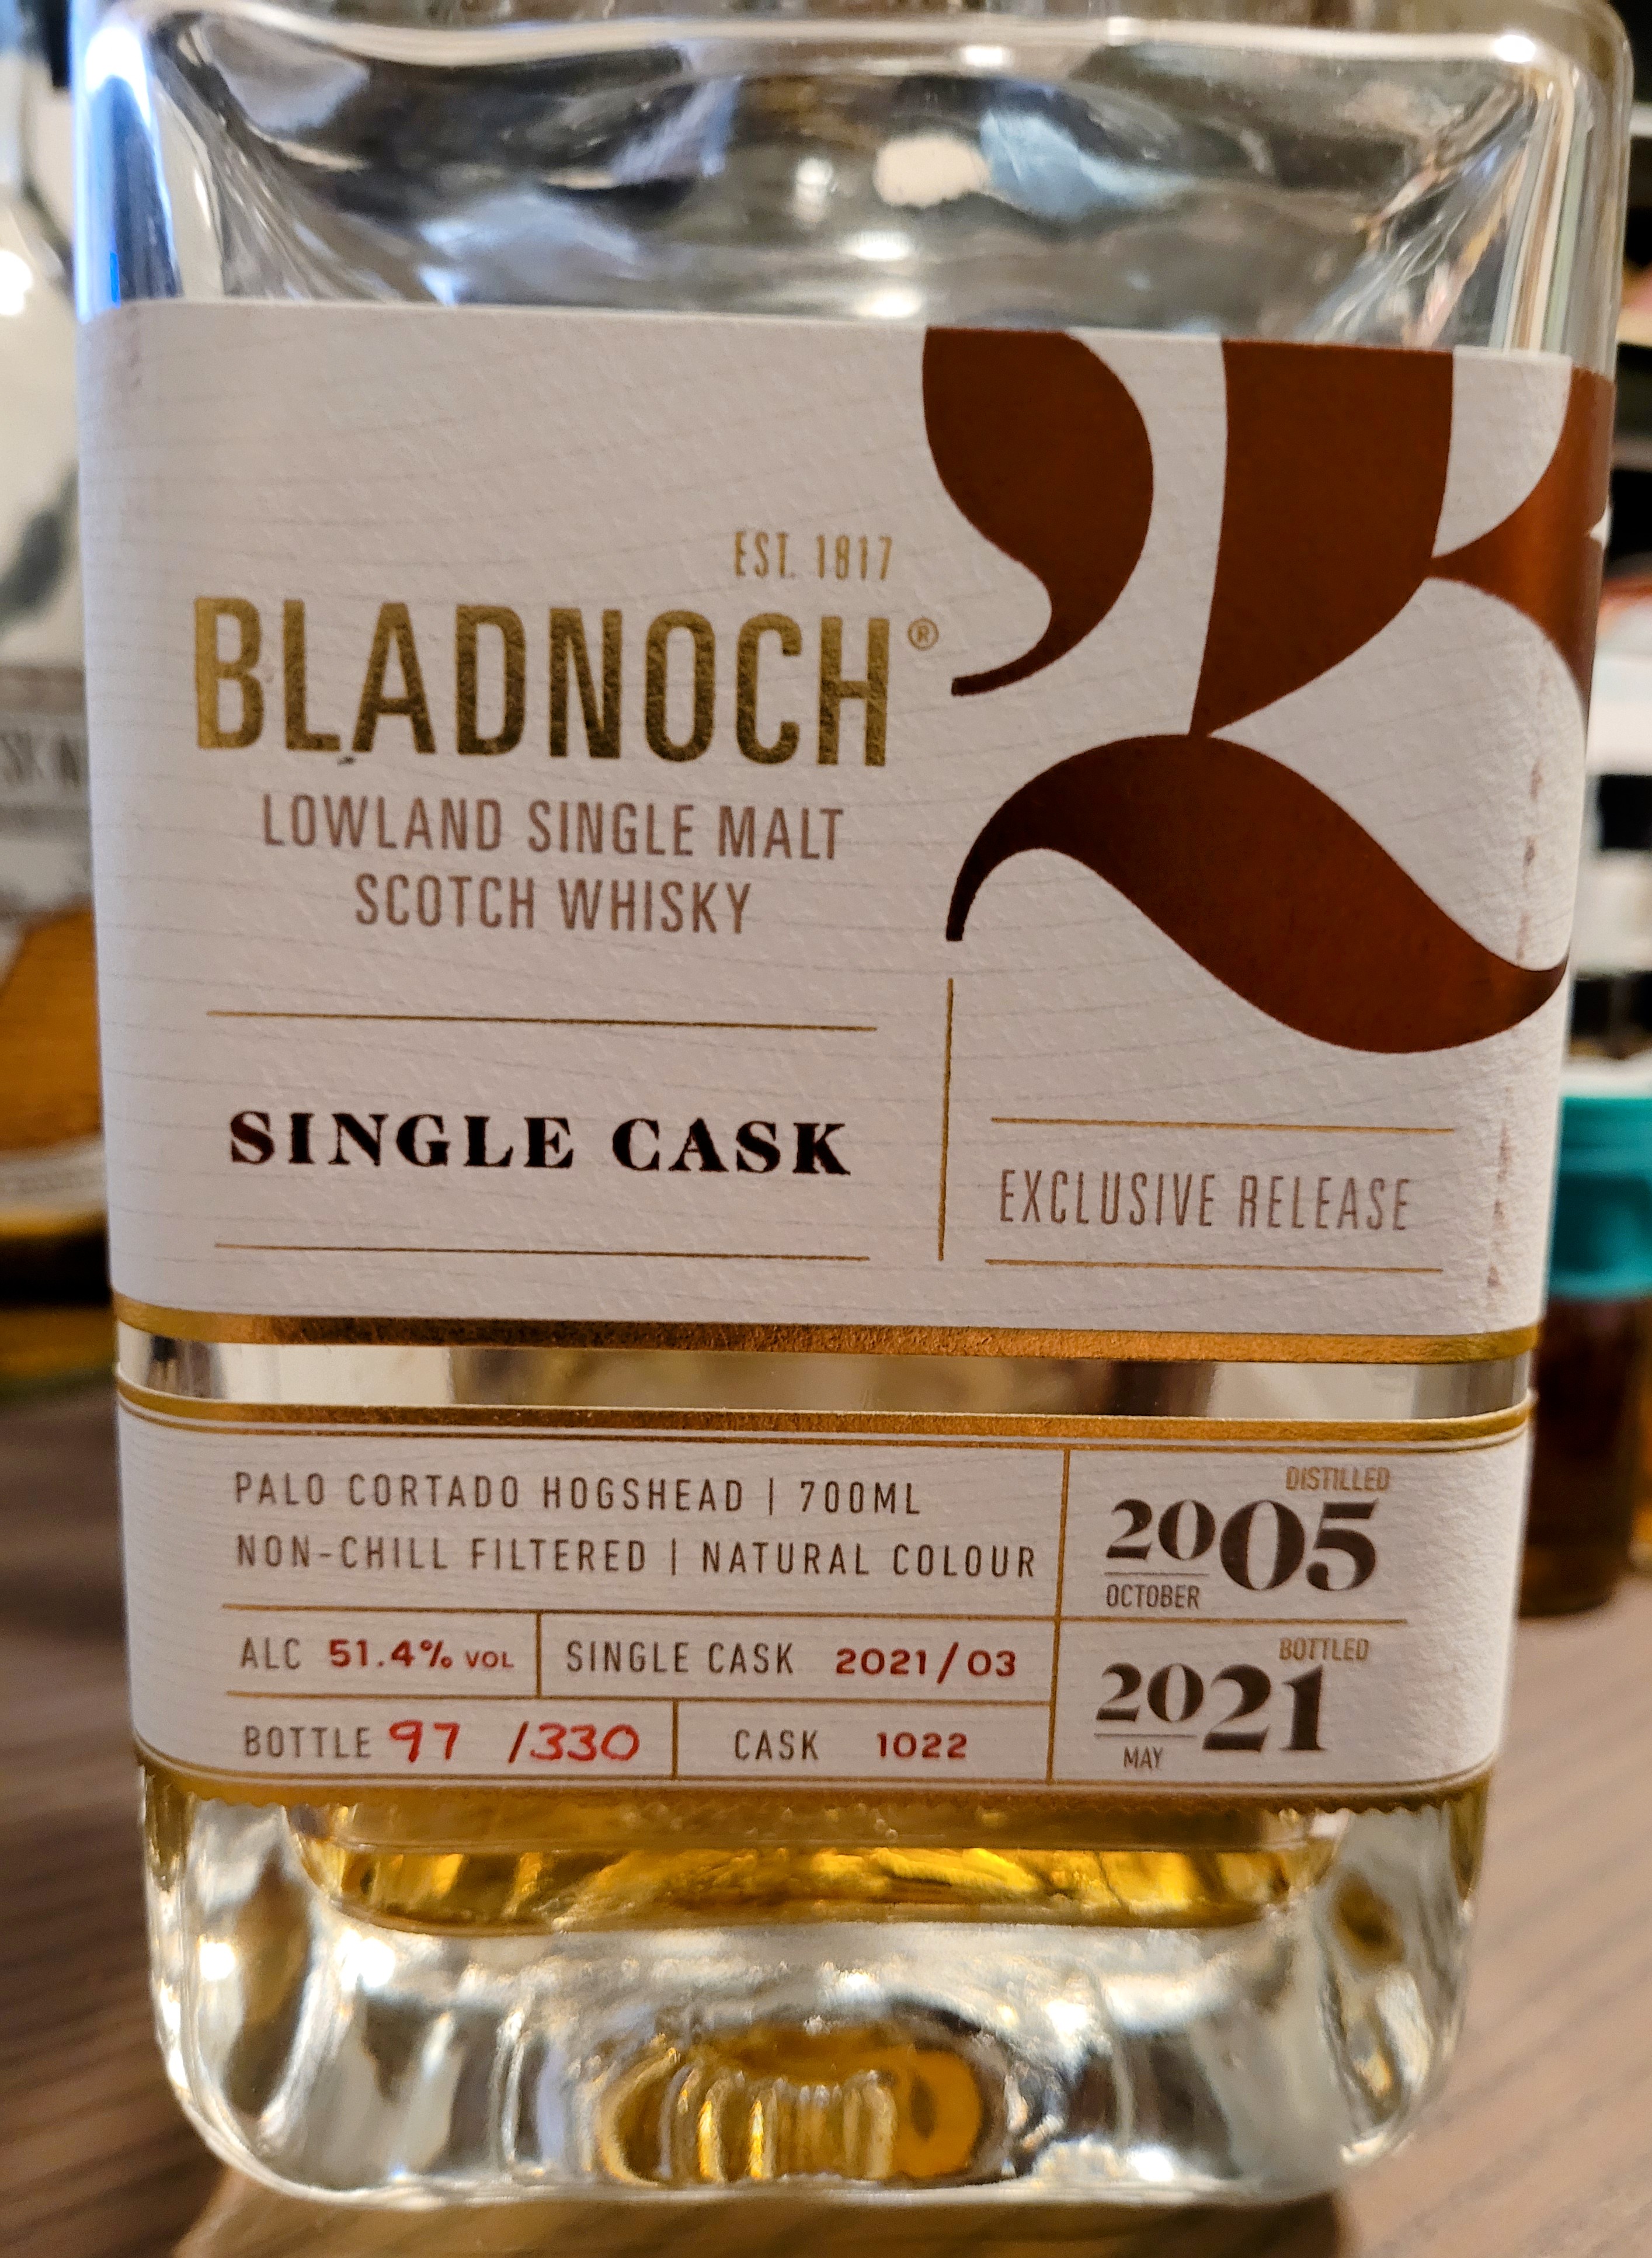 EST. 1817
BLADNOCH®
LOWLAND SINGLE MALT
SCOTCH WHISKY
SINGLE CASK
EXCLUSIVE RELEASE
PALO CORTADO HOGSHEAD | 700ML
NON-CHILL FILTERED | NATURAL COLOUR
ALC 51.4% VOL
SINGLE CASK 2021/03
BOTTLE 97 /330
CASK 1022
DISTILLED
2005
OCTOBER
BOTTLED
2021
MAY